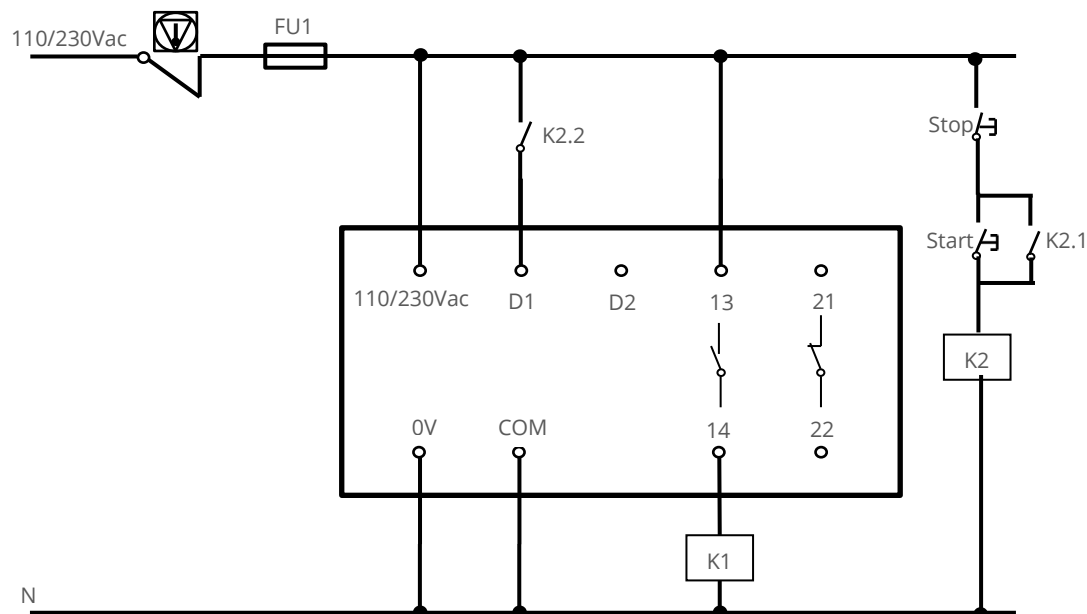 FU1
110/230Vac
Stop
K2.2
Start
K2.1
110/230Vac
D1
D2
13
21
K2
0V
COM
14
22
K1
N